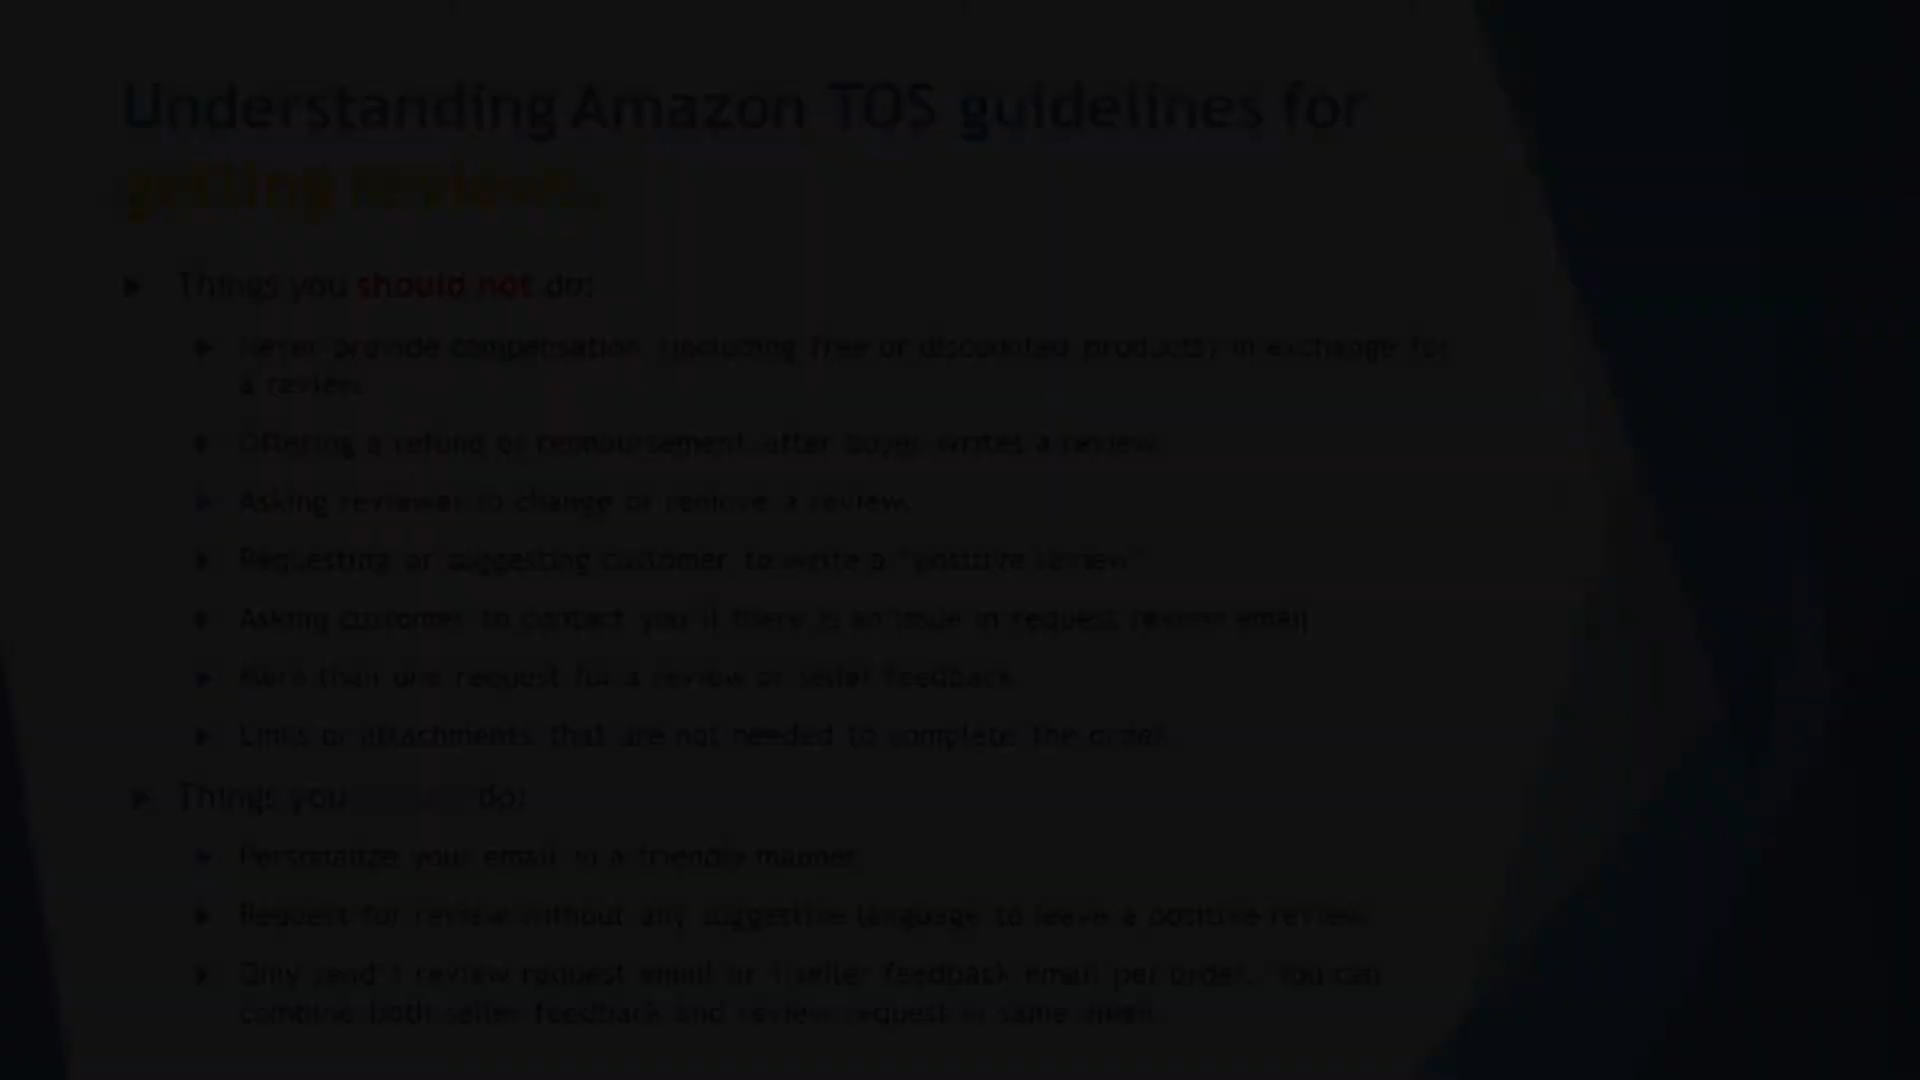 Understanding Amazon TOS guidelines for
getting reviews.
Things you should not do:
Never provide compensation (including free or discounted products) in exchange for
a review.
Offering a refund or reimbursement after buyer writes a review.
Asking reviewer to change or remove a review.
Requesting or suggesting customer to write a "positive review"
Asking customer to contact you if there is an issue in request review email
More than one request for a review or seller feedback
Links or attachments that are not needed to complete the order.
Things you do:
Personalize your email in a friendly manner
Request for review without any suggestive language to leave a positive review.
Only send 1 review request email or 1 seller feedback email per order. You can
combine both seller feedback and review request in same email.